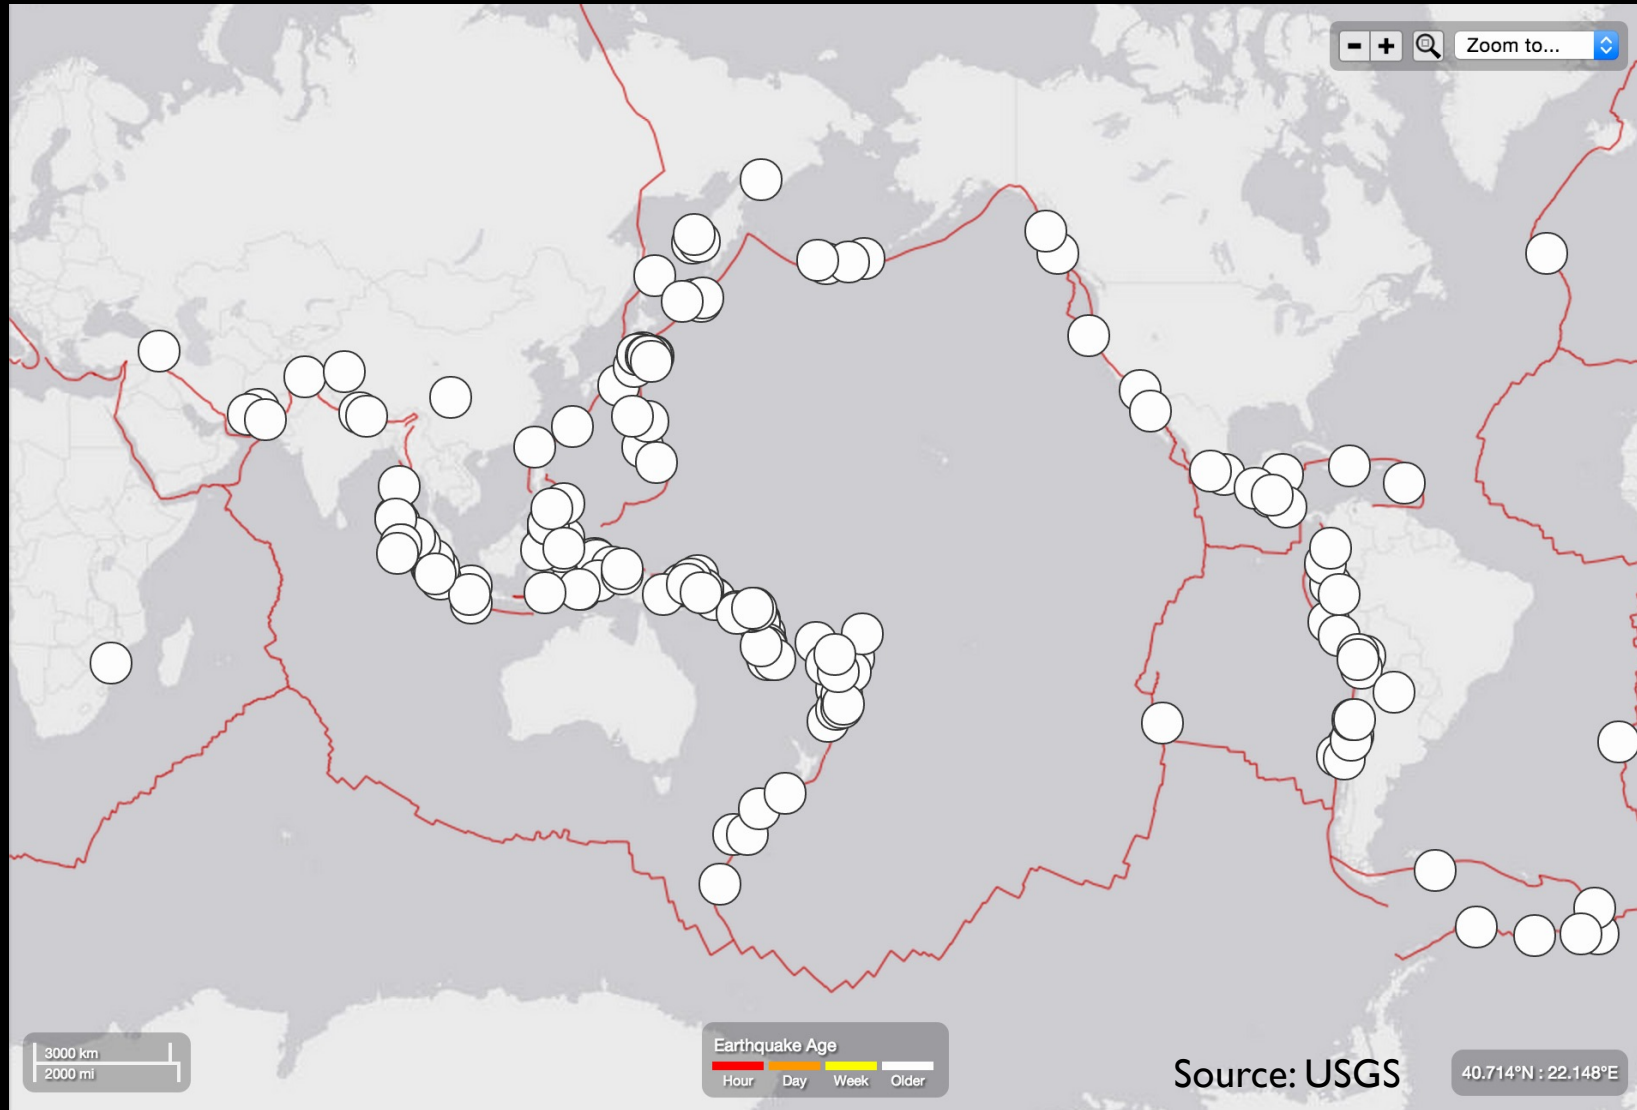 Zoom to...
3000 km
2000 mi
Earthquake Age
Hour Day Week Older
Source: USGS
40.714°N : 22.148°E